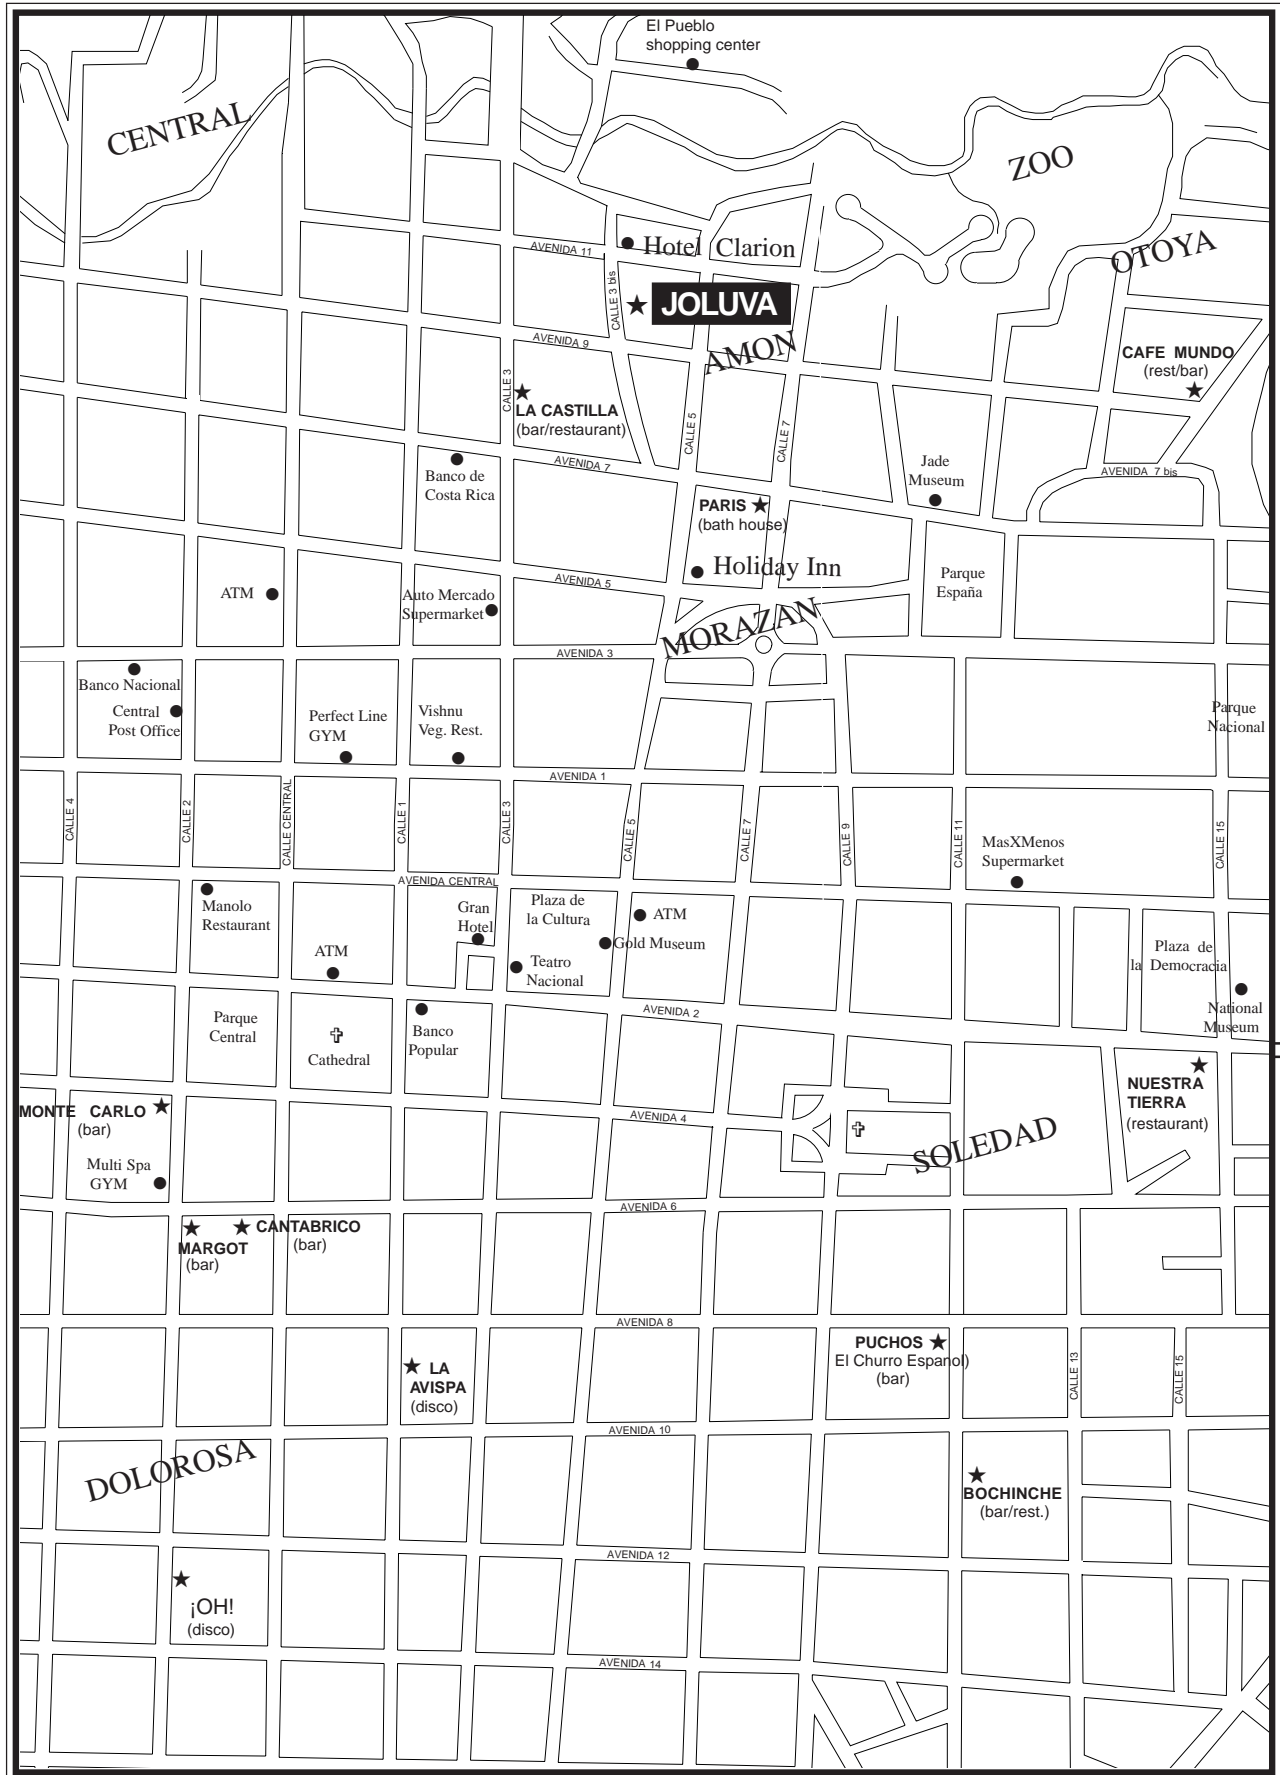 El Pueblo
shopping center
CENTRAL
ZOO
Hotel Clarion
AVENIDA 11
OTOYA
CALLE 3 bis
JOLUVA
AVENIDA 9
AMON
CAFE MUNDO
(rest/bar)
CALLE 3
LA CASTILLA
(bar/restaurant)
CALLE 5
CALLE 7
AVENIDA 7
Banco de
Costa Rica
Jade
Museum
AVENIDA 7 bis
PARIS
(bath house)
Holiday Inn
AVENIDA 5
Parque
España
ATM
Auto Mercado
Supermarket
MORAZAN
AVENIDA 3
Banco Nacional
Central
Post Office
Perfect Line
GYM
Vishnu
Veg. Rest.
Parque
Nacional
AVENIDA 1
CALLE 4
CALLE 2
CALLE CENTRAL
CALLE 1
CALLE 3
CALLE 5
CALLE 7
CALLE 9
CALLE 11
CALLE 15
MasXMenos
Supermarket
AVENIDA CENTRAL
Manolo
Restaurant
Gran
Hotel
Plaza de
la Cultura
ATM
Gold Museum
ATM
Teatro
Nacional
Plaza de
la Democracia
National
Museum
AVENIDA 2
Parque
Central
Cathedral
Banco
Popular
NUESTRA
TIERRA
(restaurant)
MONTE CARLO
(bar)
AVENIDA 4
SOLEDAD
Multi Spa
GYM
AVENIDA 6
MARGOT
(bar)
CANTABRICO
(bar)
AVENIDA 8
PUCHOS
El Churro Espanol)
(bar)
CALLE 13
CALLE 15
LA
AVISPA
(disco)
AVENIDA 10
DOLOROSA
BOCHINCHE
(bar/rest.)
AVENIDA 12
¡OH!
(disco)
AVENIDA 14